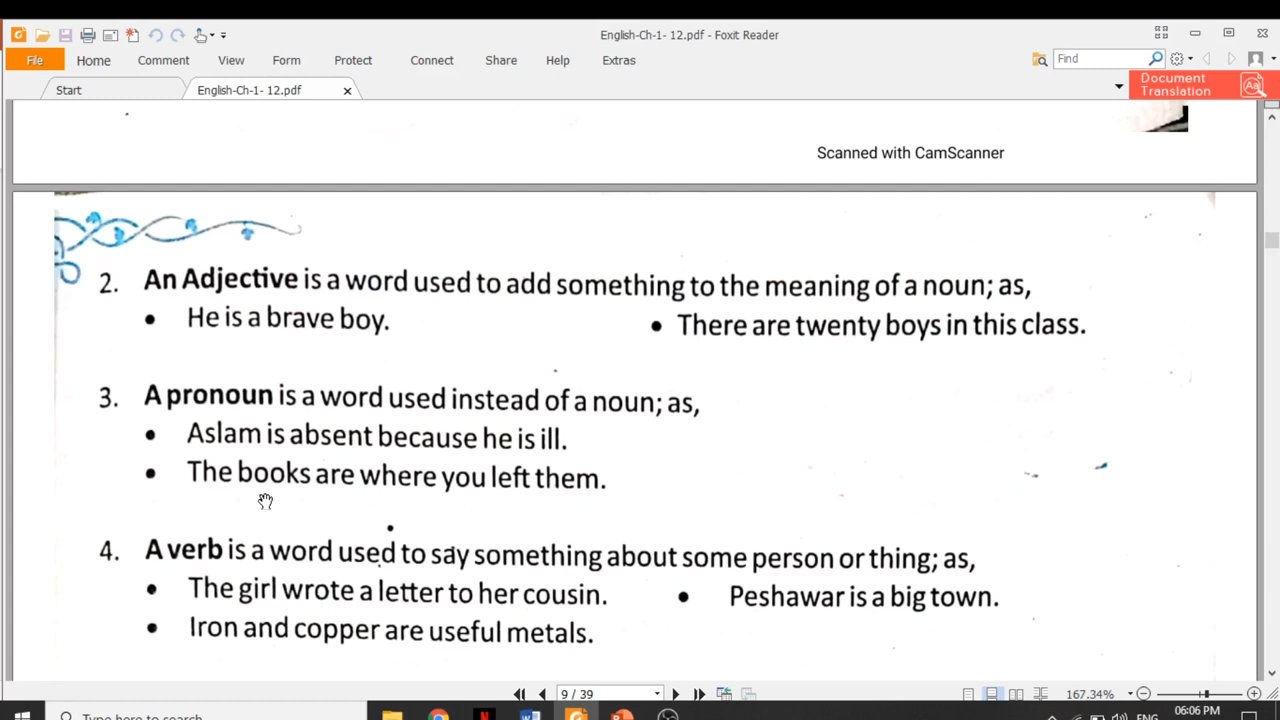 English-Ch-1- 12.pdf - Foxit Reader
File Home Comment View Form Protect Connect Share Help Extras
Find
Start English-Ch-1- 12.pdf
Document
Translation
Scanned with CamScanner
2. An Adjective is a word used to add something to the meaning of a noun; as,
• He is a brave boy. • There are twenty boys in this class.
3. A pronoun is a word used instead of a noun; as,
• Aslam is absent because he is ill.
• The books are where you left them.
4. A verb is a word used to say something about some person or thing; as,
• The girl wrote a letter to her cousin. • Peshawar is a big town.
• Iron and copper are useful metals.
9 / 39
167.34%
Type here to search
ENG
06:06 PM